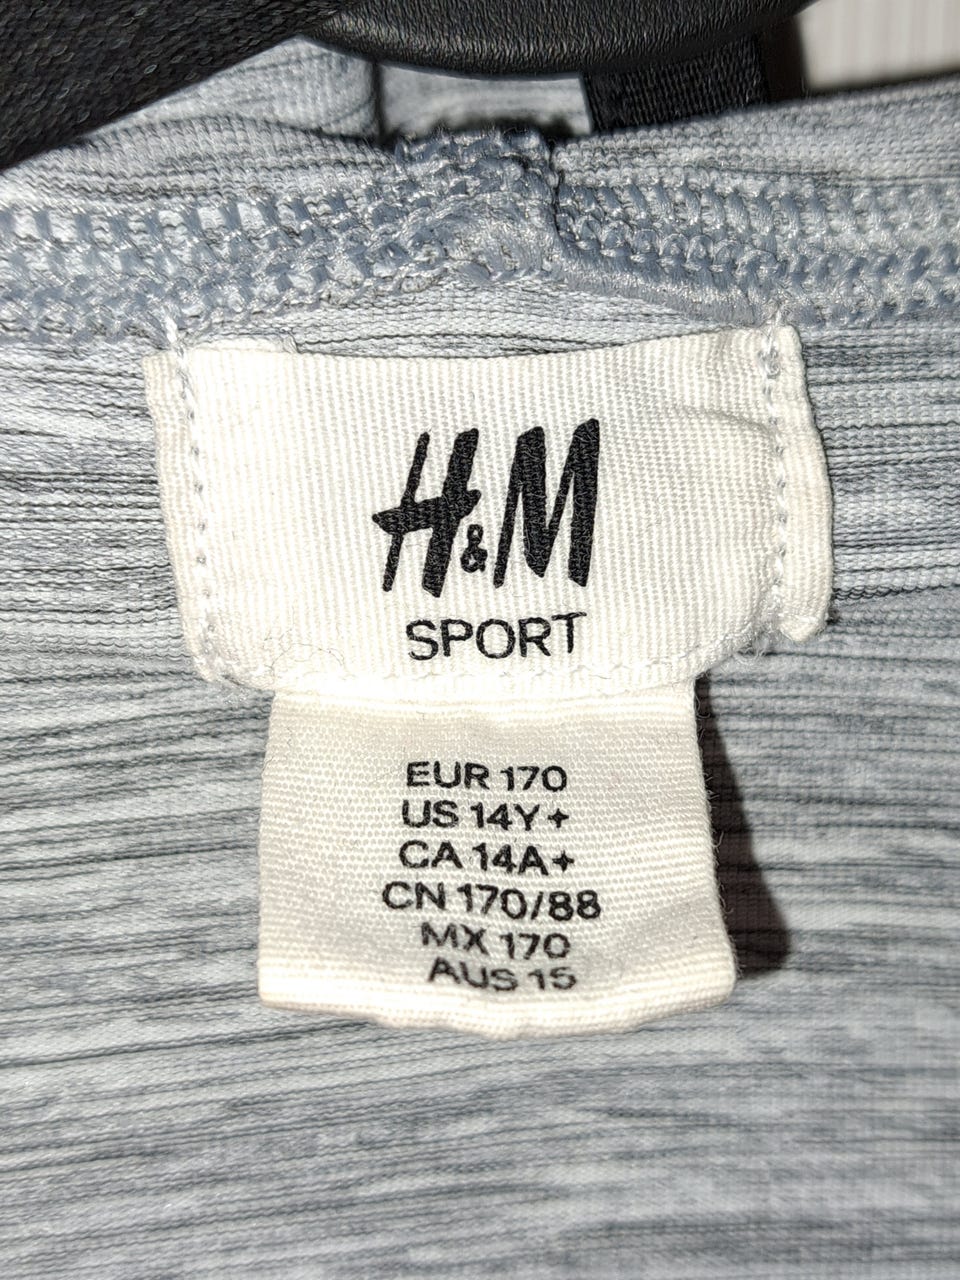 H&M
SPORT
EUR 170
US 14Y+
CA 14A+
CN 170/88
MX 170
AUS 15